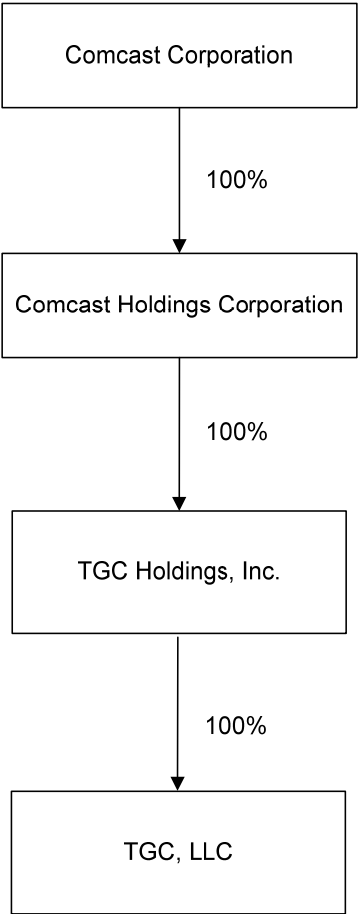 Comcast Corporation
100%
Comcast Holdings Corporation
100%
TGC Holdings, Inc.
100%
TGC, LLC